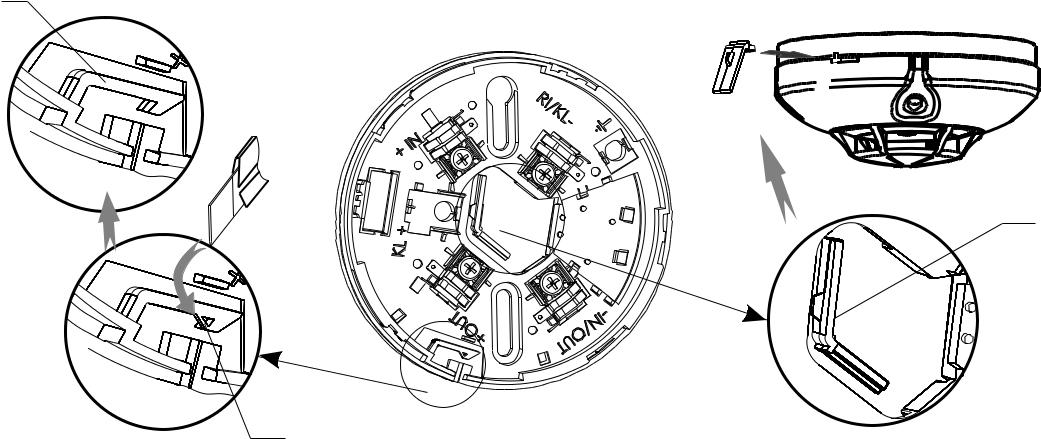 + IN
RI/KL-
KL +
+OUT
-IN/OUT